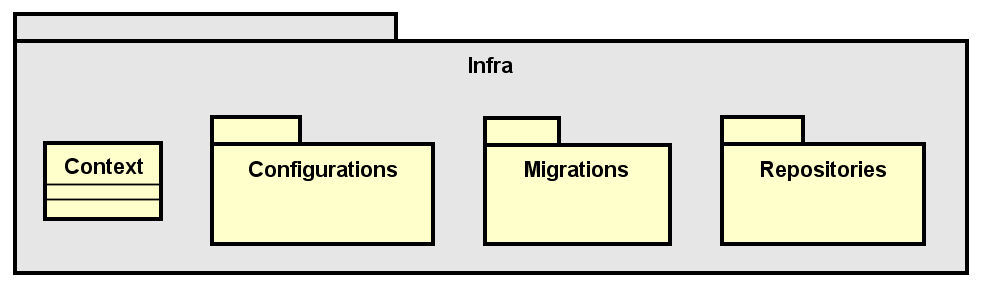 Infra
Context
Configurations
Migrations
Repositories